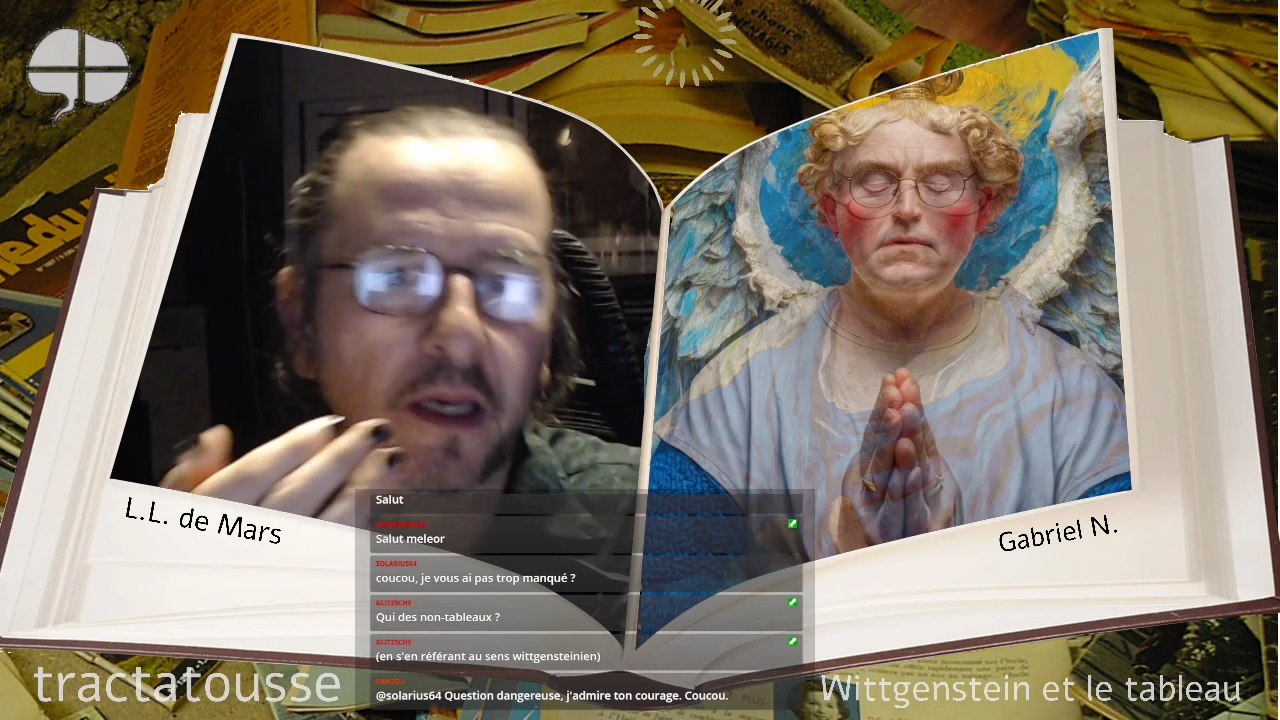 L.L. de Mars
Gabriel N.
Salut
Salut meleor
SOLARIUS64
coucou, je vous ai pas trop manqué ?
GLITZSCHE
Qui des non-tableaux ?
GLITZSCHE
(en s'en référant au sens wittgensteinien)
@solarius64 Question dangereuse, j'admire ton courage. Coucou.
tractatousse
Wittgenstein et le tableau